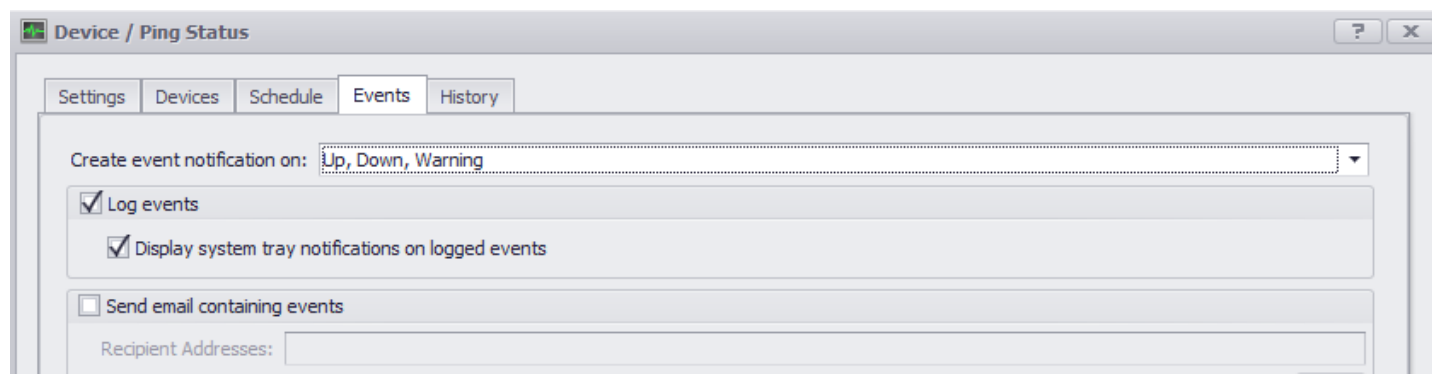 Device / Ping Status
? x
Settings Devices Schedule Events History
Create event notification on: Up, Down, Warning
Log events
Display system tray notifications on logged events
Send email containing events
Recipient Addresses: